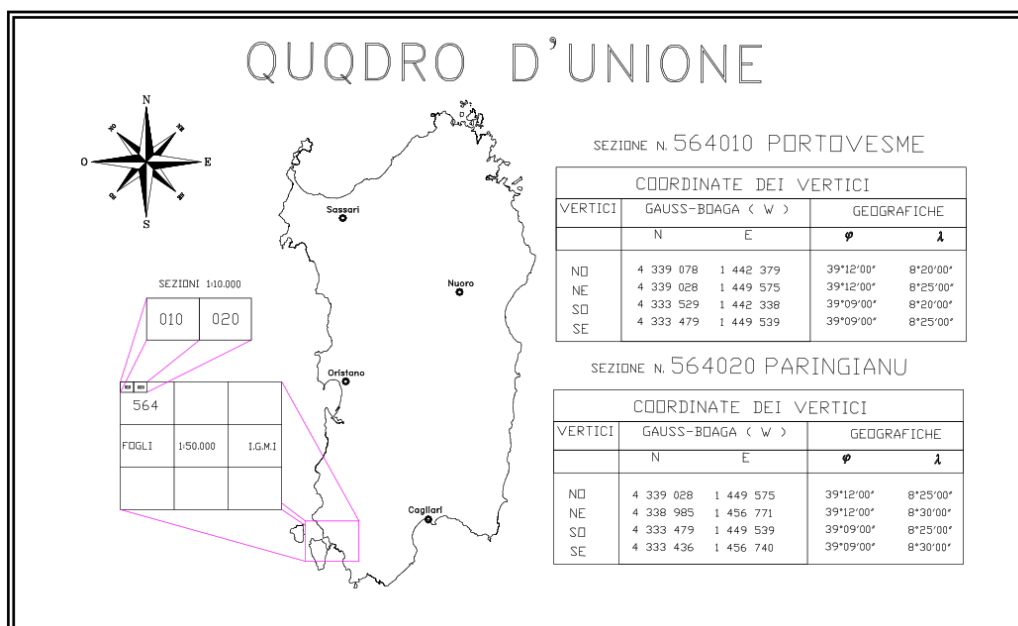 QUQDRO D'UNIONE
N
O
E
S
Sassari
Nuoro
Oristano
Cagliari
SEZIONI 1:10.000
010 020
564
FOGLI 1:50.000 I.G.M.I
SEZIONE N. 564010 PORTOVESME
COORDINATE DEI VERTICI
VERTICI GAUSS-BOAGA ( W ) GEOGRAFICHE
N E φ λ
NO 4 339 078 1 442 379 39°12'00" 8°20'00"
NE 4 339 028 1 449 575 39°12'00" 8°25'00"
SO 4 333 529 1 442 338 39°09'00" 8°20'00"
SE 4 333 479 1 449 539 39°09'00" 8°25'00"
SEZIONE N. 564020 PARINGIANU
COORDINATE DEI VERTICI
VERTICI GAUSS-BOAGA ( W ) GEOGRAFICHE
N E φ λ
NO 4 339 028 1 449 575 39°12'00" 8°25'00"
NE 4 338 985 1 456 771 39°12'00" 8°30'00"
SO 4 333 479 1 449 539 39°09'00" 8°25'00"
SE 4 333 436 1 456 740 39°09'00" 8°30'00"